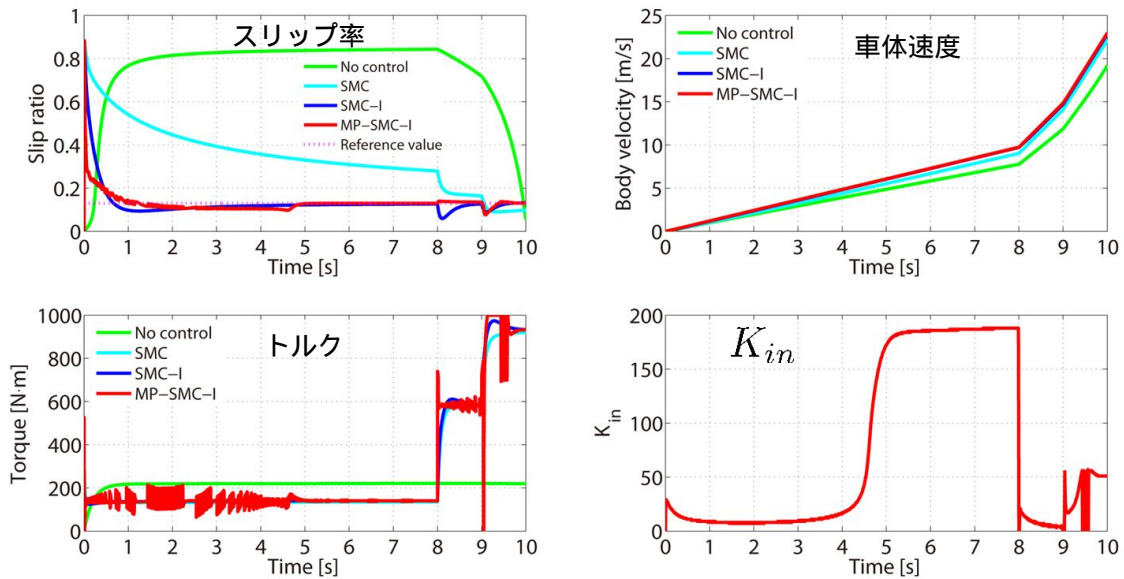 スリップ率
1
0.8
0.6
0.4
0.2
0
Slip ratio
No control
SMC
SMC-I
MP-SMC-I
Reference value
0 1 2 3 4 5 6 7 8 9 10
Time [s]
車体速度
25
20
15
10
5
0
Body velocity [m/s]
No control
SMC
SMC-I
MP-SMC-I
0 1 2 3 4 5 6 7 8 9 10
Time [s]
トルク
1000
800
600
400
200
0
Torque [N·m]
No control
SMC
SMC-I
MP-SMC-I
0 1 2 3 4 5 6 7 8 9 10
Time [s]
K_in
200
150
100
50
0
K_in
0 1 2 3 4 5 6 7 8 9 10
Time [s]